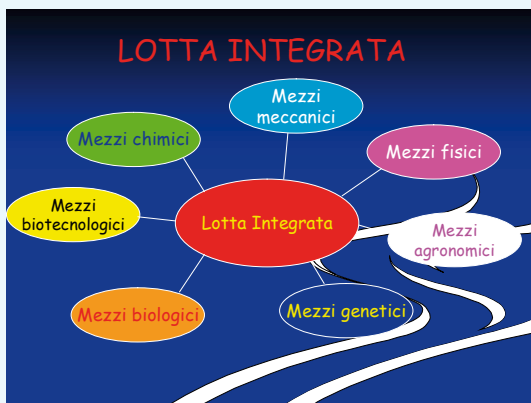 LOTTA INTEGRATA
Mezzi
meccanici
Mezzi chimici
Mezzi fisici
Mezzi
biotecnologici
Lotta Integrata
Mezzi
agronomici
Mezzi biologici
Mezzi genetici